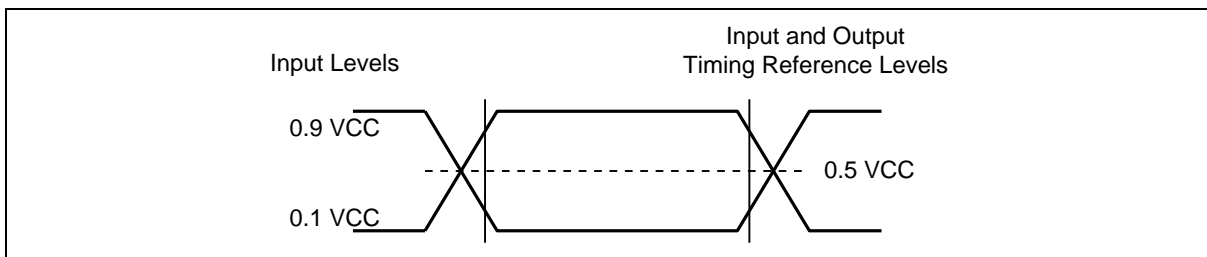 Input and Output
Input Levels
Timing Reference Levels
0.9 VCC
0.5 VCC
0.1 VCC